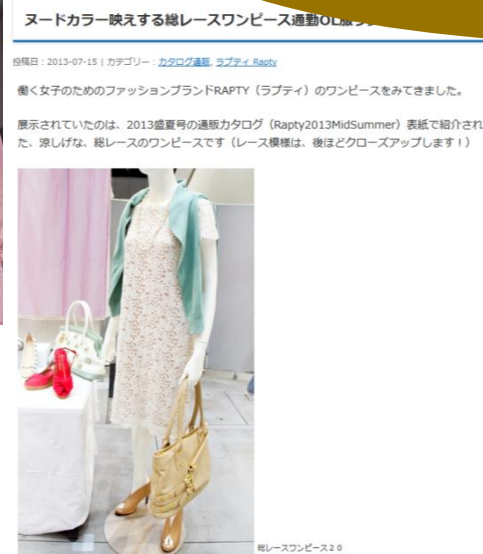 ヌードカラー映えする総レースワンピース通勤OL服
投稿日 : 2013-07-15 | カテゴリー : カタログ通販, ラプティ Rapty
働く女子のためのファッションブランドRAPTY（ラプティ）のワンピースをみてきました。
展示されていたのは、2013盛夏号の通販カタログ（Rapty2013MidSummer）表紙で紹介され
た、涼しげな、総レースのワンピースです（レース模様は、後ほどクローズアップします！）
総レースワンピース２０